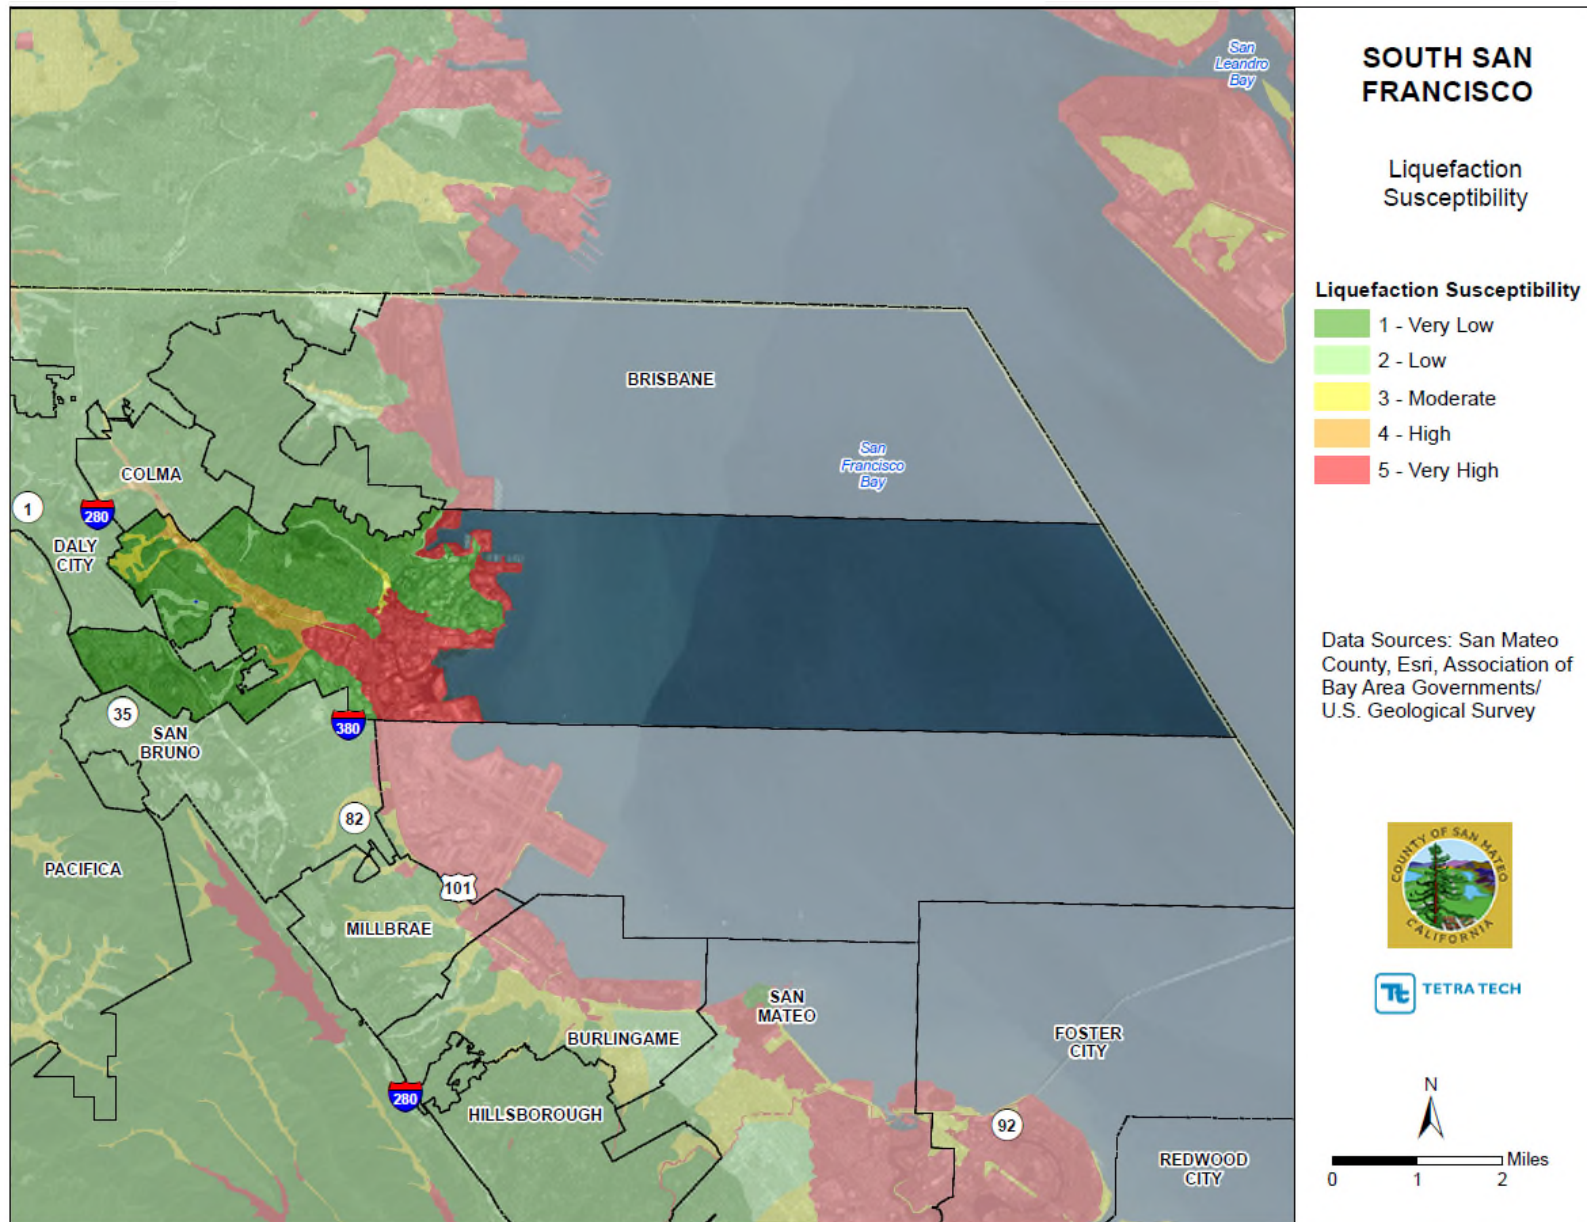 SOUTH SAN
FRANCISCO
Liquefaction
Susceptibility
Liquefaction Susceptibility
1 - Very Low
2 - Low
3 - Moderate
4 - High
5 - Very High
Data Sources: San Mateo
County, Esri, Association of
Bay Area Governments/
U.S. Geological Survey
COUNTY OF SAN MATEO
CALIFORNIA
Tt TETRA TECH
N
Miles
0 1 2
San
Leandro
Bay
BRISBANE
San
Francisco
Bay
COLMA
1
280
DALY
CITY
35
SAN
BRUNO
380
82
PACIFICA
101
MILLBRAE
SAN
MATEO
BURLINGAME
FOSTER
CITY
280
HILLSBOROUGH
92
REDWOOD
CITY